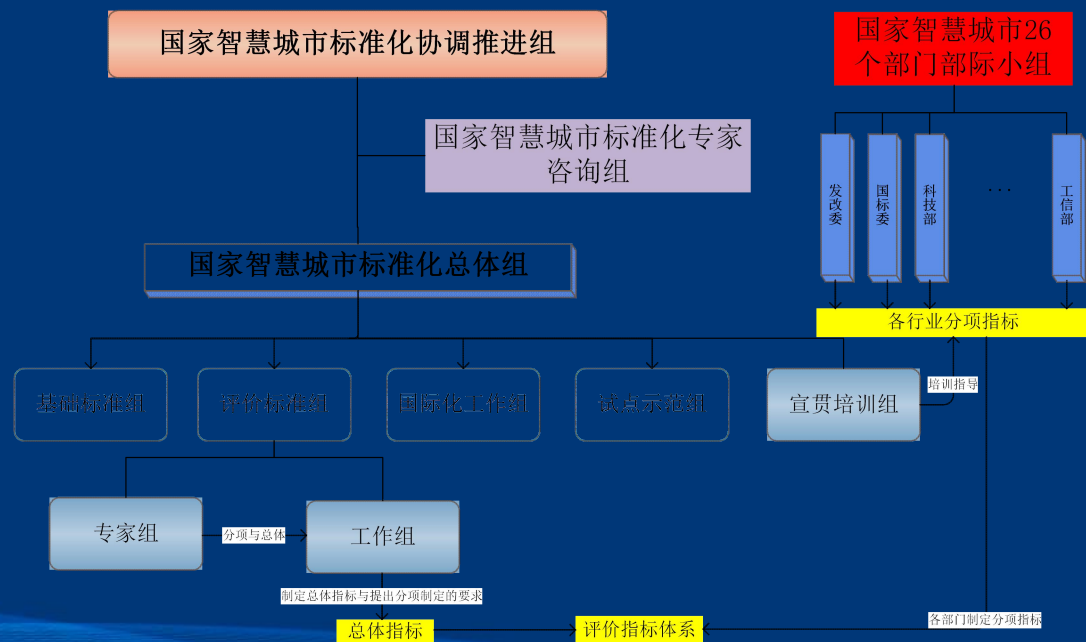 国家智慧城市标准化协调推进组
国家智慧城市26
个部门部际小组
国家智慧城市标准化专家
咨询组
发改委
国标委
科技部
...
工信部
国家智慧城市标准化总体组
各行业分项指标
基础标准组
评价标准组
国际化工作组
试点示范组
宣贯培训组
培训指导
专家组
分项与总体
工作组
制定总体指标与提出分项制定的要求
各部门制定分项指标
总体指标
评价指标体系